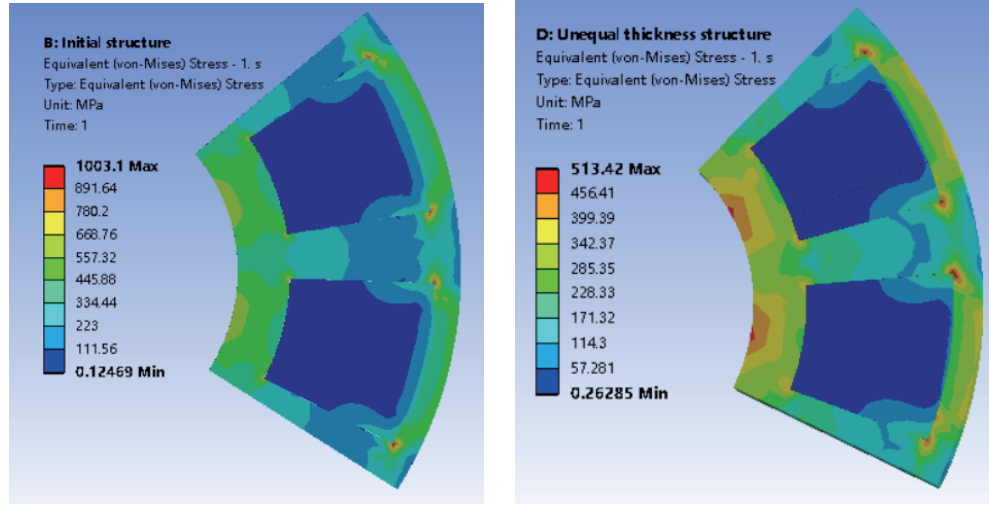 B: Initial structure
Equivalent (von-Mises) Stress - 1. s
Type: Equivalent (von-Mises) Stress
Unit: MPa
Time: 1
1003.1 Max
891.64
780.2
668.76
557.32
445.88
334.44
223
111.56
0.12469 Min
D: Unequal thickness structure
Equivalent (von-Mises) Stress - 1. s
Type: Equivalent (von-Mises) Stress
Unit: MPa
Time: 1
513.42 Max
456.41
399.39
342.37
285.35
228.33
171.32
114.3
57.281
0.26285 Min